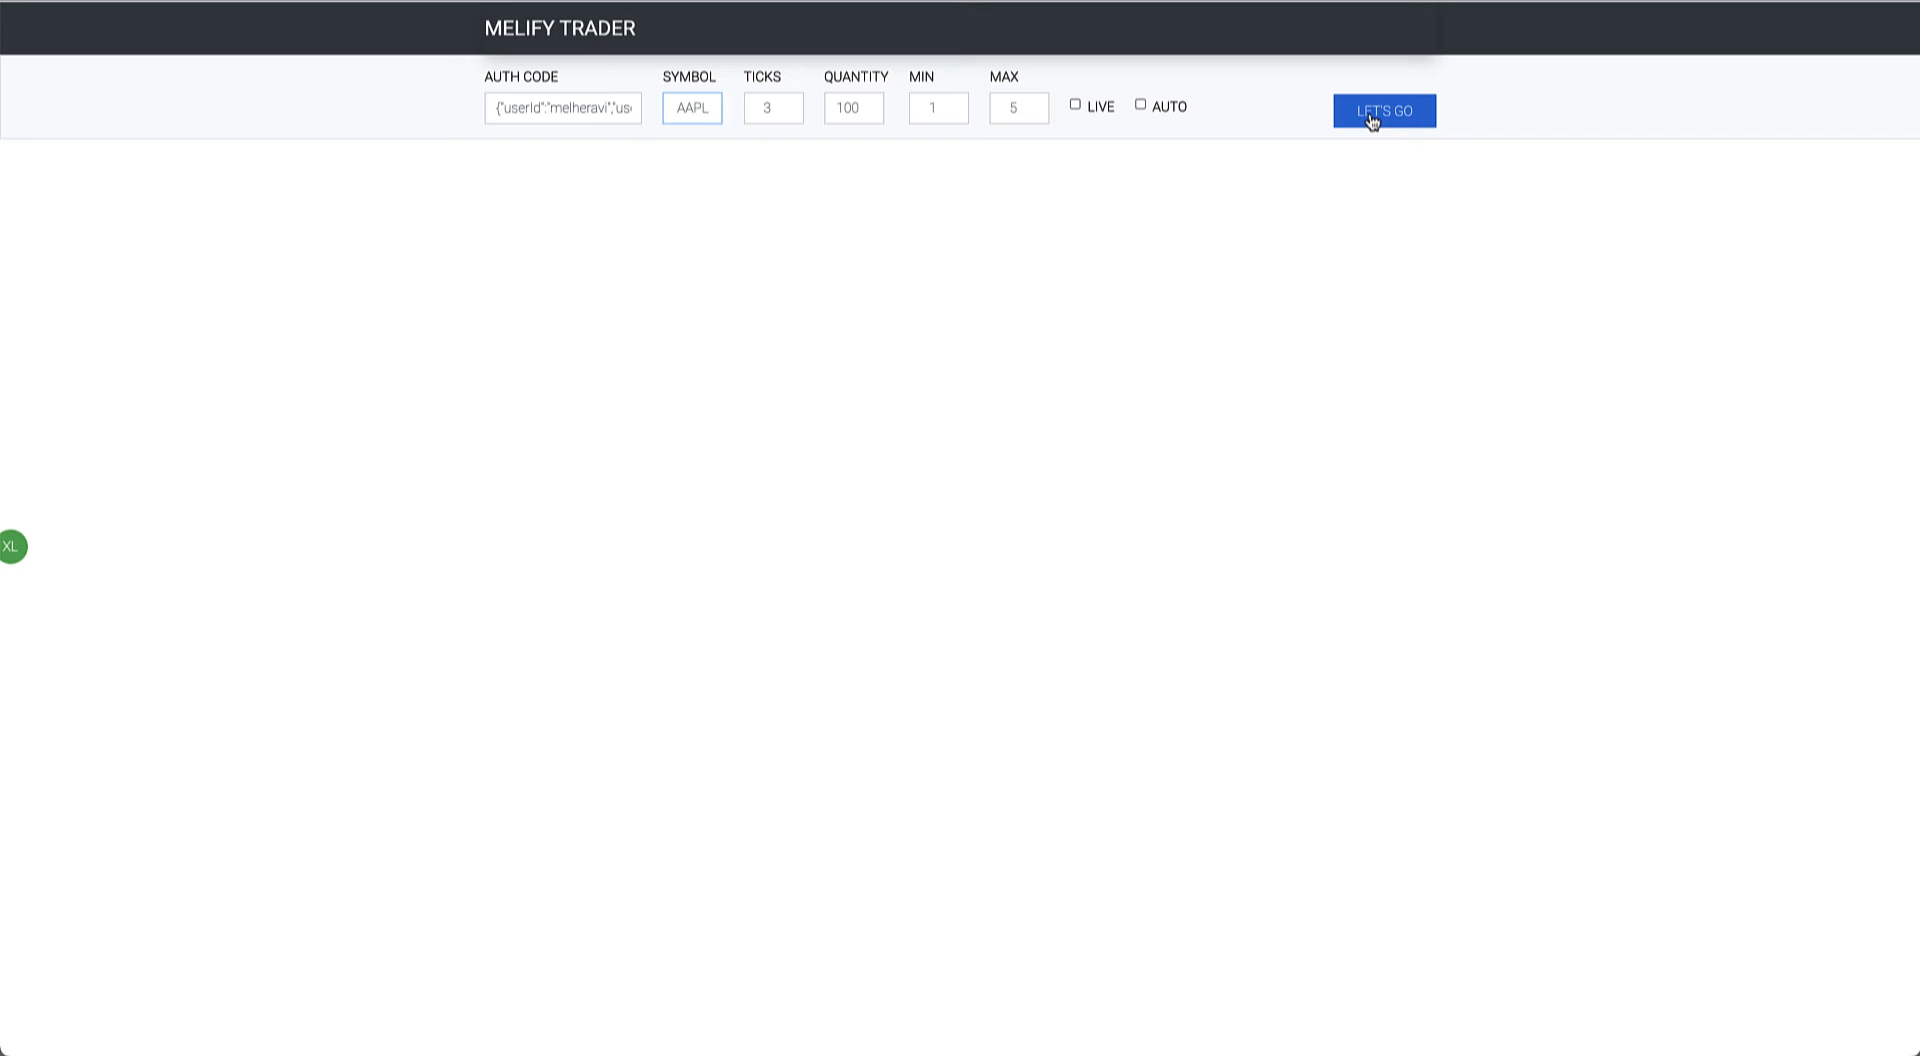 MELIFY TRADER
AUTH CODE SYMBOL TICKS QUANTITY MIN MAX
{"userId":"melheravi","us AAPL 3 100 1 5 LIVE AUTO LET'S GO
XL